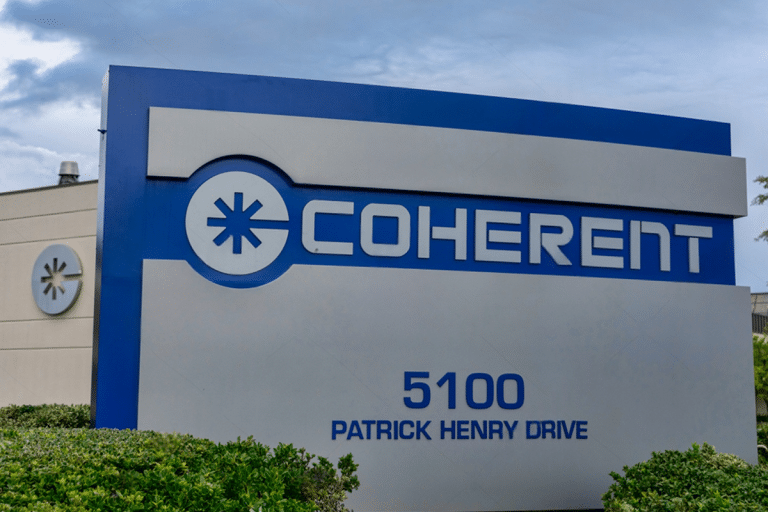 COHERENT
5100
PATRICK HENRY DRIVE